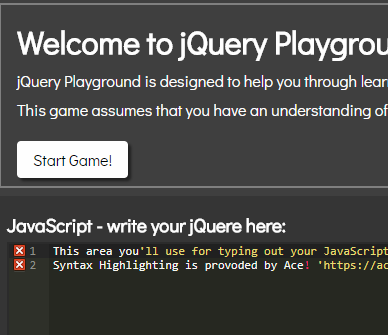 Welcome to jQuery Playgrou
jQuery Playground is designed to help you through lear
This game assumes that you have an understanding of
Start Game!
JavaScript - write your jQuere here:
1 This area you'll use for typing out your JavaScript
2 Syntax Highlighting is provoded by Ace! 'https://ac